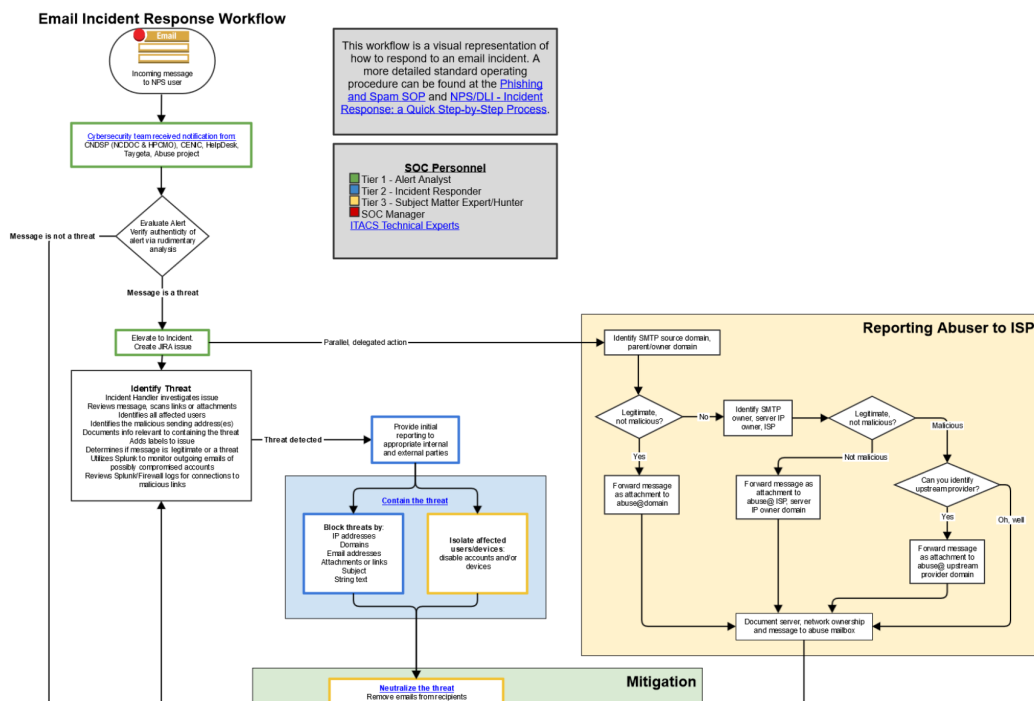 Email Incident Response Workflow
Email
Incoming message
to NPS user
This workflow is a visual representation of
how to respond to an email incident. A
more detailed standard operating
procedure can be found at the Phishing
and Spam SOP and NPS/DLI - Incident
Response: a Quick Step-by-Step Process.
Cybersecurity team received notification from:
CNDSP (NCDOC & HPCMO), CENIC, HelpDesk,
Taygeta, Abuse project
SOC Personnel
Tier 1 - Alert Analyst
Tier 2 - Incident Responder
Tier 3 - Subject Matter Expert/Hunter
SOC Manager
ITACS Technical Experts
Evaluate Alert
Verify authenticity of
alert via rudimentary
analysis
Message is not a threat
Message is a threat
Elevate to Incident.
Create JIRA issue
Parallel, delegated action
Reporting Abuser to ISP
Identify SMTP source domain,
parent/owner domain
Identify Threat
Incident Handler investigates issue
Reviews message, scans links or attachments
Identifies all affected users
Identifies the malicious sending address(es)
Documents info relevant to containing the threat
Adds labels to issue
Determines if message is legitimate or a threat
Utilizes Splunk to monitor outgoing emails of
possibly compromised accounts
Reviews Splunk/Firewall logs for connections to
malicious links
Threat detected
Provide initial
reporting to
appropriate internal
and external parties
Legitimate,
not malicious?
No
Identify SMTP
owner, server IP
owner, ISP
Legitimate,
not malicious?
Malicious
Yes
Not malicious
Forward message
as attachment to
abuse@domain
Forward message as
attachment to
abuse@ ISP, server
IP owner domain
Can you identify
upstream provider?
Yes
Oh, well
Forward message
as attachment to
abuse@ upstream
provider domain
Document server, network ownership
and message to abuse mailbox
Contain the threat
Block threats by:
IP addresses
Domains
Email addresses
Attachments or links
Subject
String text
Isolate affected
users/devices:
disable accounts and/or
devices
Mitigation
Neutralize the threat
Remove emails from recipients